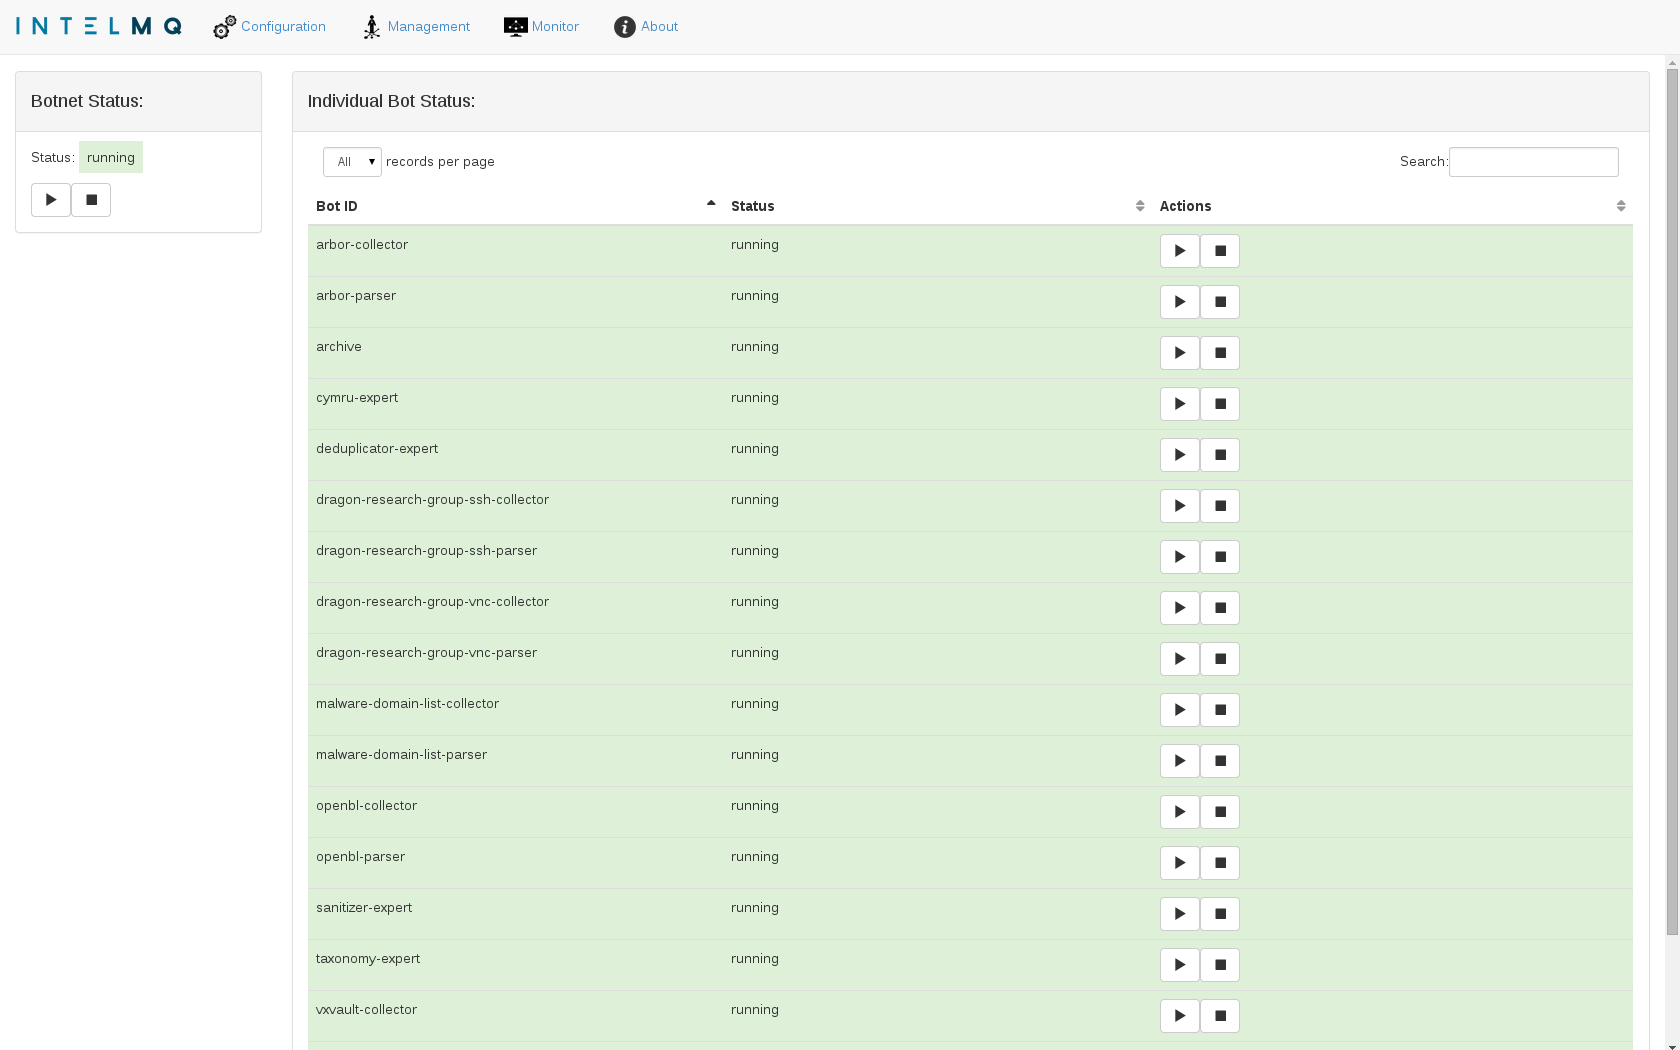 INTELMQ Configuration Management Monitor About
Botnet Status:
Status: running
Individual Bot Status:
All records per page Search:
Bot ID Status Actions
arbor-collector running
arbor-parser running
archive running
cymru-expert running
deduplicator-expert running
dragon-research-group-ssh-collector running
dragon-research-group-ssh-parser running
dragon-research-group-vnc-collector running
dragon-research-group-vnc-parser running
malware-domain-list-collector running
malware-domain-list-parser running
openbl-collector running
openbl-parser running
sanitizer-expert running
taxonomy-expert running
vxvault-collector running